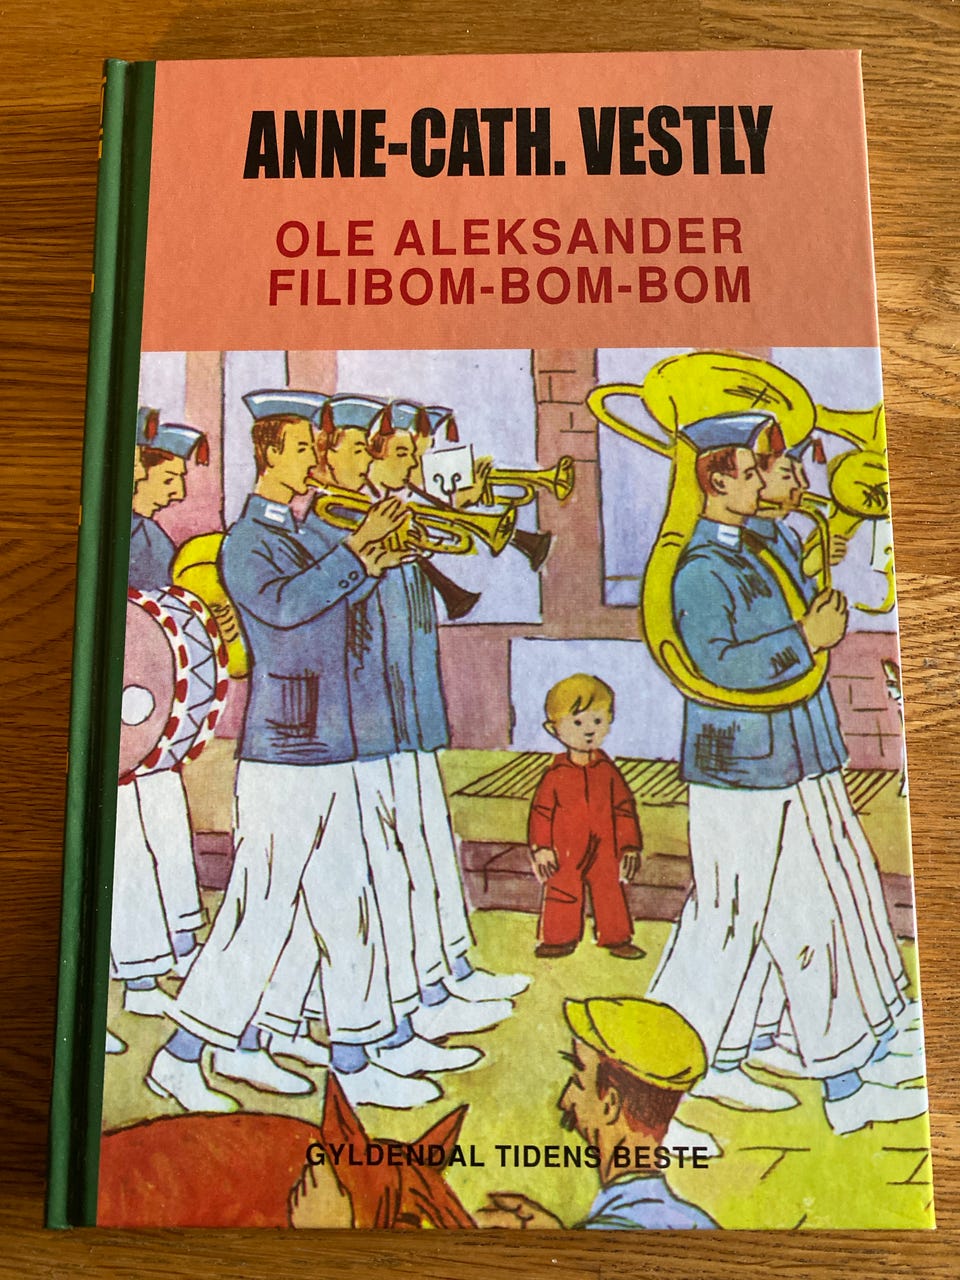 ANNE-CATH. VESTLY
OLE ALEKSANDER
FILIBOM-BOM-BOM
GYLDENDAL TIDENS BESTE